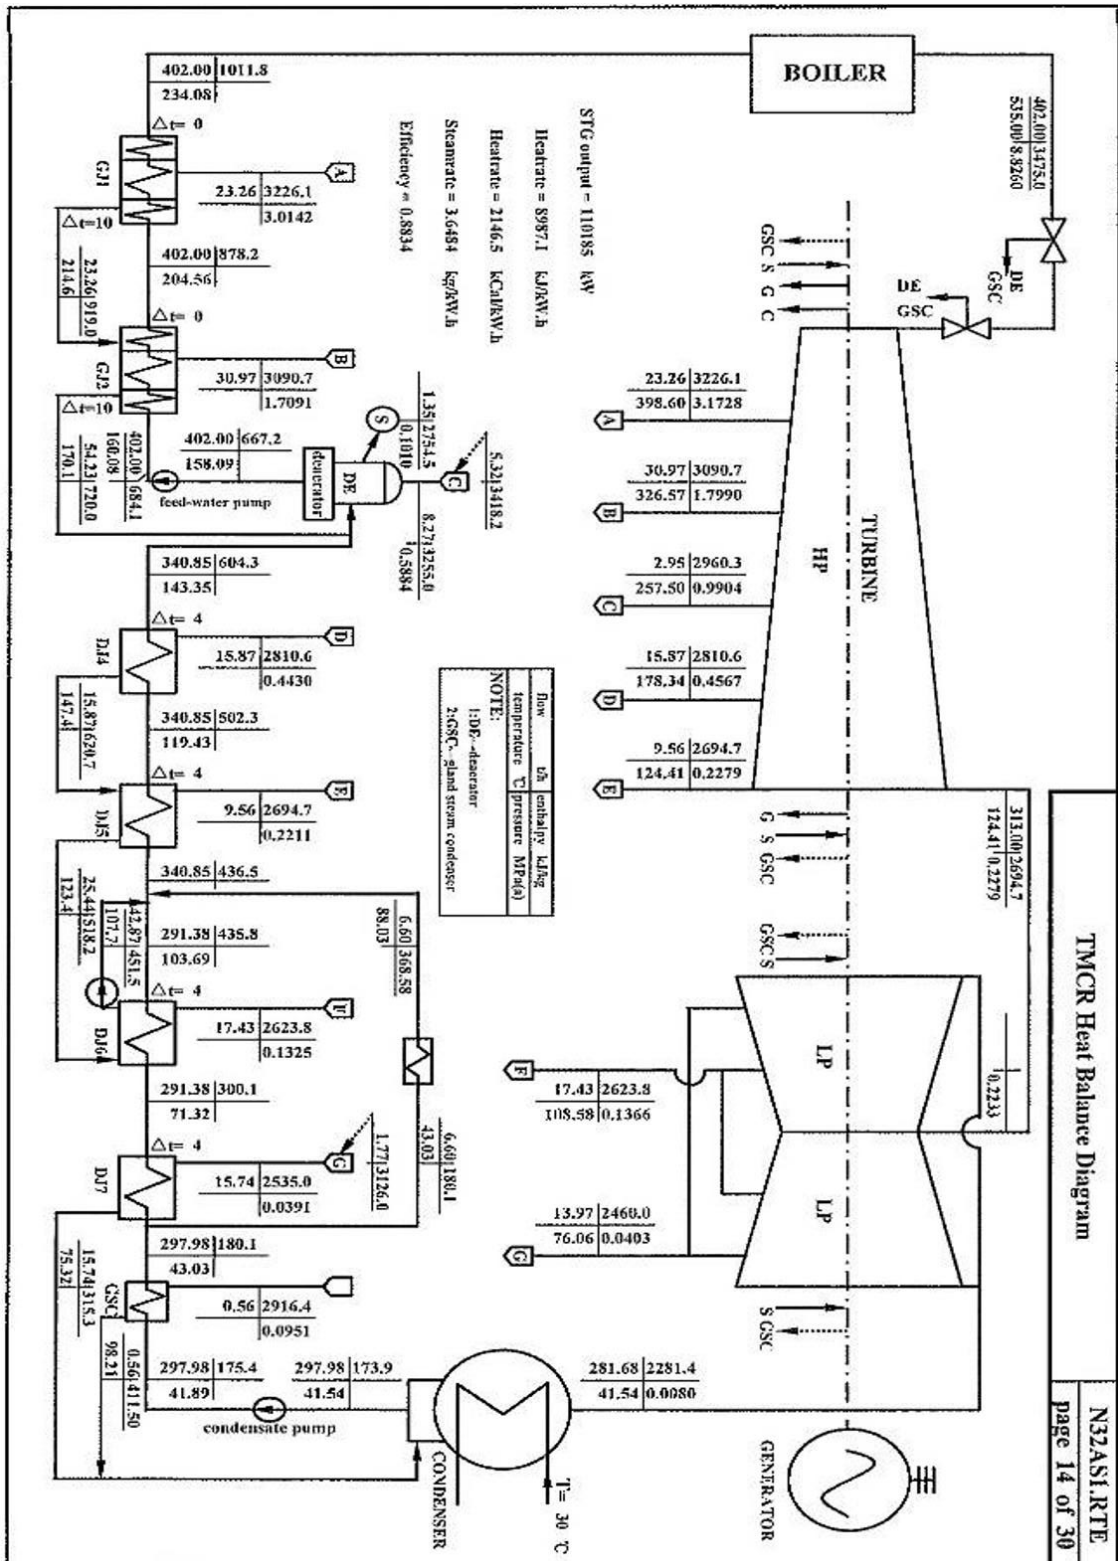 TMCR Heat Balance Diagram
N32AS1.RTE
page 14 of 30
BOILER
402.00 1011.8
234.08
402.00 3475.0
535.00 8.8260
STG output = 110185 kW
Heatrate = 8987.1 kJ/kW.h
Heatrate = 2146.5 kCal/kW.h
Steamrate = 3.6484 kg/kW.h
Efficiency = 0.8834
DE
GSC
DE
GSC
GSC S G C
TURBINE
HP
23.26 3226.1
398.60 3.1728
A
30.97 3090.7
326.57 1.7990
B
2.95 2960.3
257.50 0.9904
C
15.87 2810.6
178.34 0.4567
D
9.56 2694.7
124.41 0.2279
E
G S GSC
GSC S
313.00 2694.7
124.41 0.2279
0.2233
LP
LP
F
17.43 2623.8
108.58 0.1366
G
13.97 2460.0
76.06 0.0403
S GSC
281.68 2281.4
41.54 0.0080
GENERATOR
T= 30 ℃
CONDENSER
flow t/h enthalpy kJ/kg
temperature ℃ pressure MPa(a)
NOTE:
1:DE--deaerator
2:GSC--gland steam condenser
△t= 0
GJ1
A
23.26 3226.1
3.0142
△t=10
23.26 919.0
214.6
402.00 878.2
204.56
△t= 0
GJ2
B
30.97 3090.7
1.7091
△t=10
54.23 720.0
170.1
402.00 684.1
160.08
feed-water pump
402.00 667.2
158.09
deaerator
DE
S
1.35 2754.5
0.1010
C
5.32 3418.2
8.27 3255.0
0.5884
340.85 604.3
143.35
△t= 4
DJ4
D
15.87 2810.6
0.4430
15.87 620.7
147.4
340.85 502.3
119.43
△t= 4
DJ5
E
9.56 2694.7
0.2211
25.44 518.2
123.4
340.85 436.5
42.87 451.5
107.7
291.38 435.8
103.69
6.60 368.58
88.03
△t= 4
DJ6
F
17.43 2623.8
0.1325
291.38 300.1
71.32
6.60 180.1
43.03
△t= 4
DJ7
G
1.77 3126.0
15.74 2535.0
0.0391
15.74 315.3
75.32
297.98 180.1
43.03
GSC
0.56 2916.4
0.0951
0.56 411.50
98.21
297.98 175.4
41.89
condensate pump
297.98 173.9
41.54